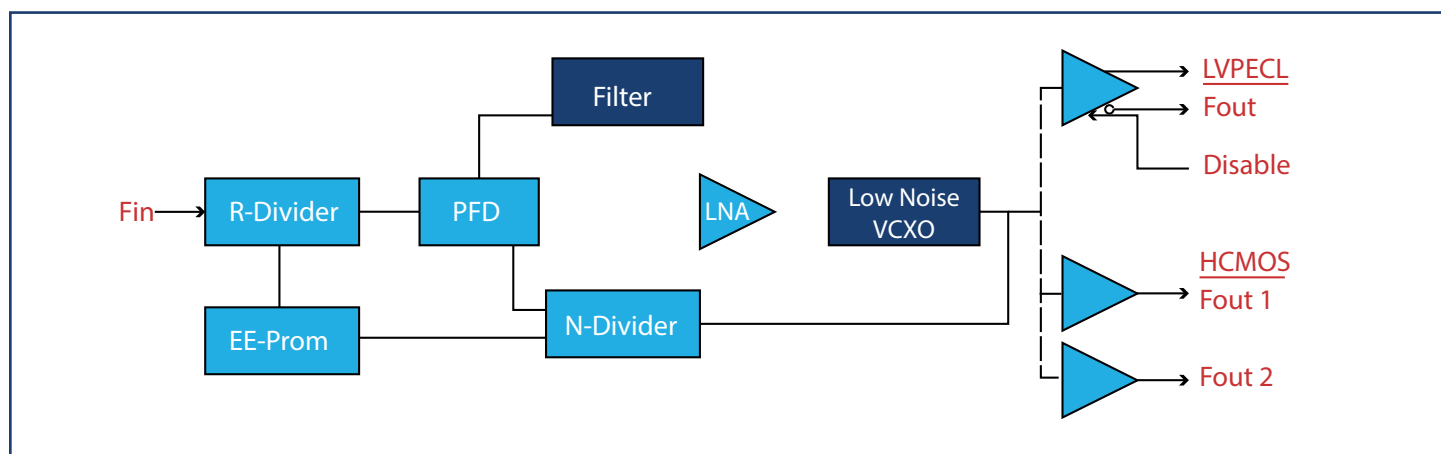 Filter
LVPECL
Fout
Disable
Fin
R-Divider
PFD
LNA
Low Noise
VCXO
HCMOS
Fout 1
EE-Prom
N-Divider
Fout 2